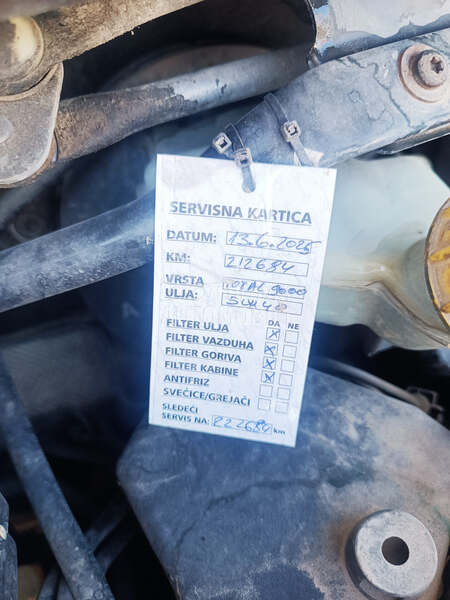 SERVISNA KARTICA
DATUM: 13.6.2025
KM: 212684
VRSTA ULJA: TOTAL 9000
5W40
DA NE
FILTER ULJA X
FILTER VAZDUHA X
FILTER GORIVA X
FILTER KABINE X
ANTIFRIZ
SVEĆICE/GREJAČI
SLEDEĆI
SERVIS NA: 222684 km